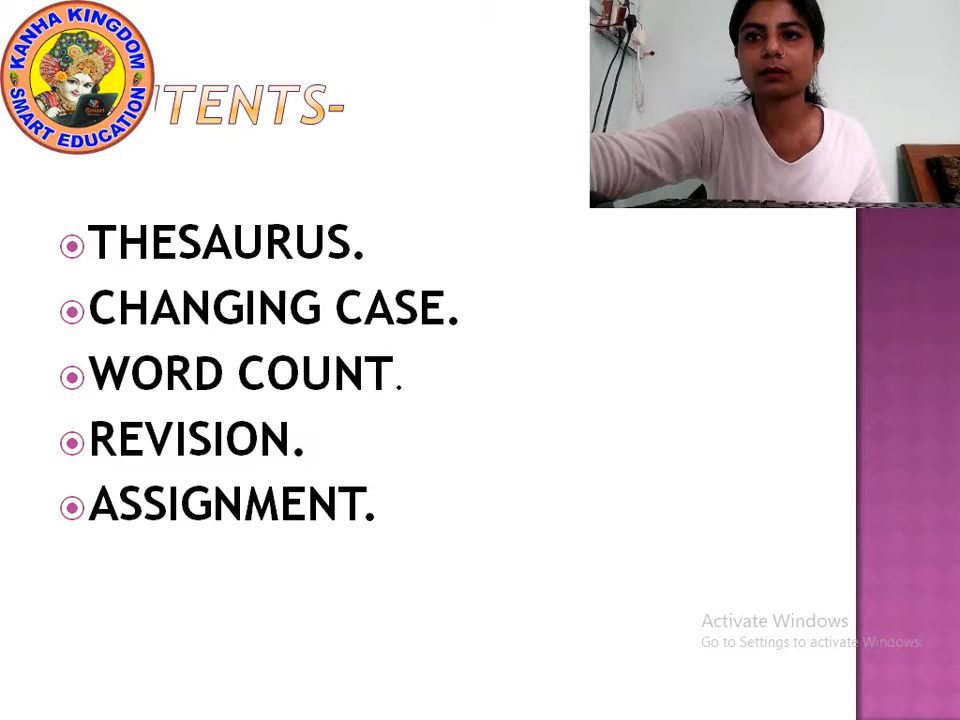 KANHA KINGDOM
SMART EDUCATION
TENTS-
THESAURUS.
CHANGING CASE.
WORD COUNT.
REVISION.
ASSIGNMENT.
Activate Windows
Go to Settings to activate Windows.